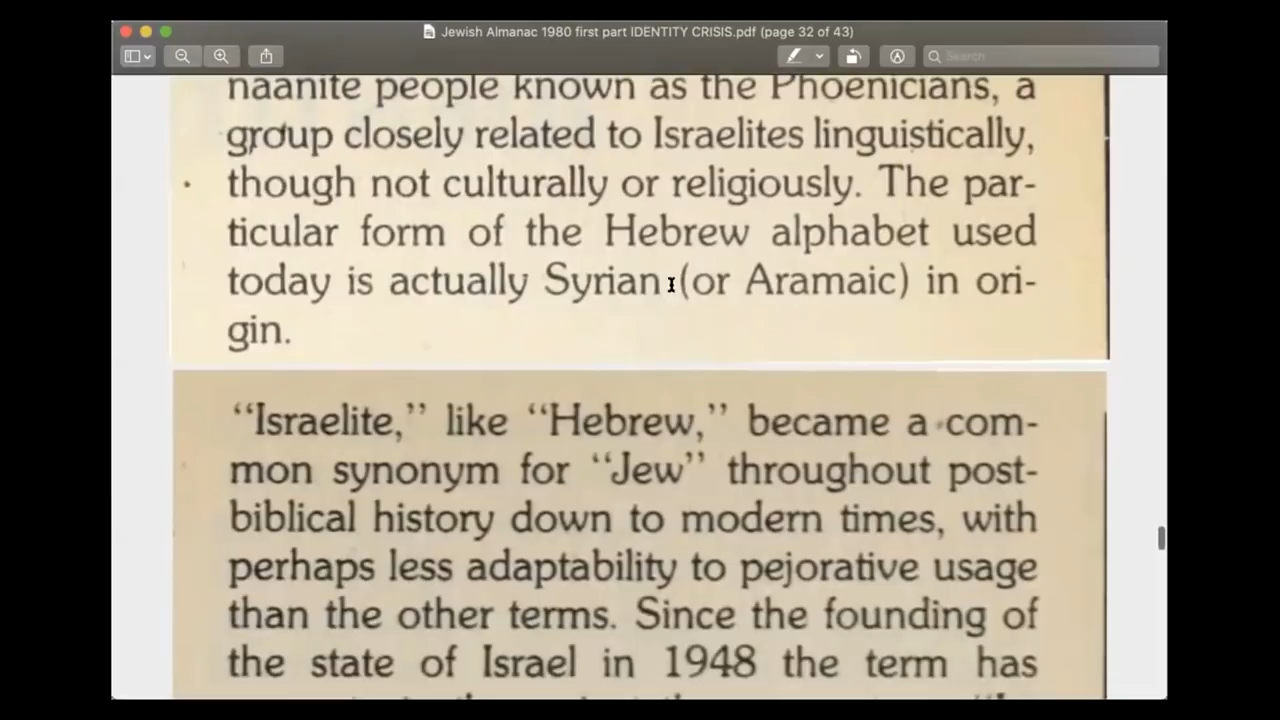 Jewish Almanac 1980 first part IDENTITY CRISIS.pdf (page 32 of 43)
Search
naanite people known as the Phoenicians, a
group closely related to Israelites linguistically,
though not culturally or religiously. The par-
ticular form of the Hebrew alphabet used
today is actually Syrian (or Aramaic) in ori-
gin.
“Israelite,” like “Hebrew,” became a com-
mon synonym for “Jew” throughout post-
biblical history down to modern times, with
perhaps less adaptability to pejorative usage
than the other terms. Since the founding of
the state of Israel in 1948 the term has